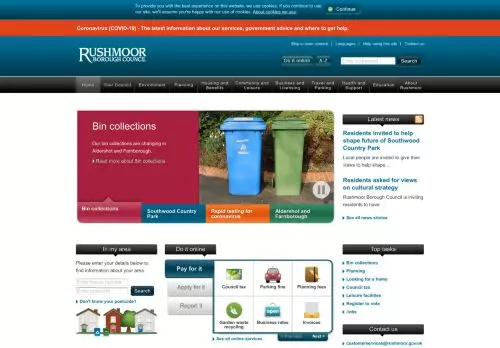 To provide you with the best experience on this website, we use cookies. If you continue to
use our site, we'll assume you're happy with our use of cookies. About cookies we use.
Continue
Coronavirus (COVID-19) - The latest information about our services, government advice and where to get help.
RUSHMOOR
BOROUGH COUNCIL
Skip to main content | Languages | Help using this site | Contact us
Do it online
A-Z
Search
Home
Your Council
Environment
Planning
Housing and
Benefits
Community and
Leisure
Business and
Licensing
Travel and
Parking
Health and
Support
Education
About
Rushmoor
Bin collections
Our bin collections are changing in
Aldershot and Farnborough.
Read more about Bin collections
Bin collections
Southwood Country
Park
Rapid testing for
coronavirus
Aldershot and
Farnborough
Latest news
Residents invited to help
shape future of Southwood
Country Park
Local people are invited to give their
views to help shape ...
Residents asked for views
on cultural strategy
Rushmoor Borough Council is inviting
residents to have
See all news stories
In my area
Please enter your details below to
find information about your area
Search
Don't know your postcode?
Do it online
Pay for it
Apply for it
Report it
Council tax
Parking fine
Planning fees
Garden waste
recycling
open
Business rates
Invoices
See all online services
Previous
Next
Top tasks
Bin collections
Planning
Looking for a home
Council tax
Leisure facilities
Register to vote
Jobs
Contact us
customerservices@rushmoor.gov.uk